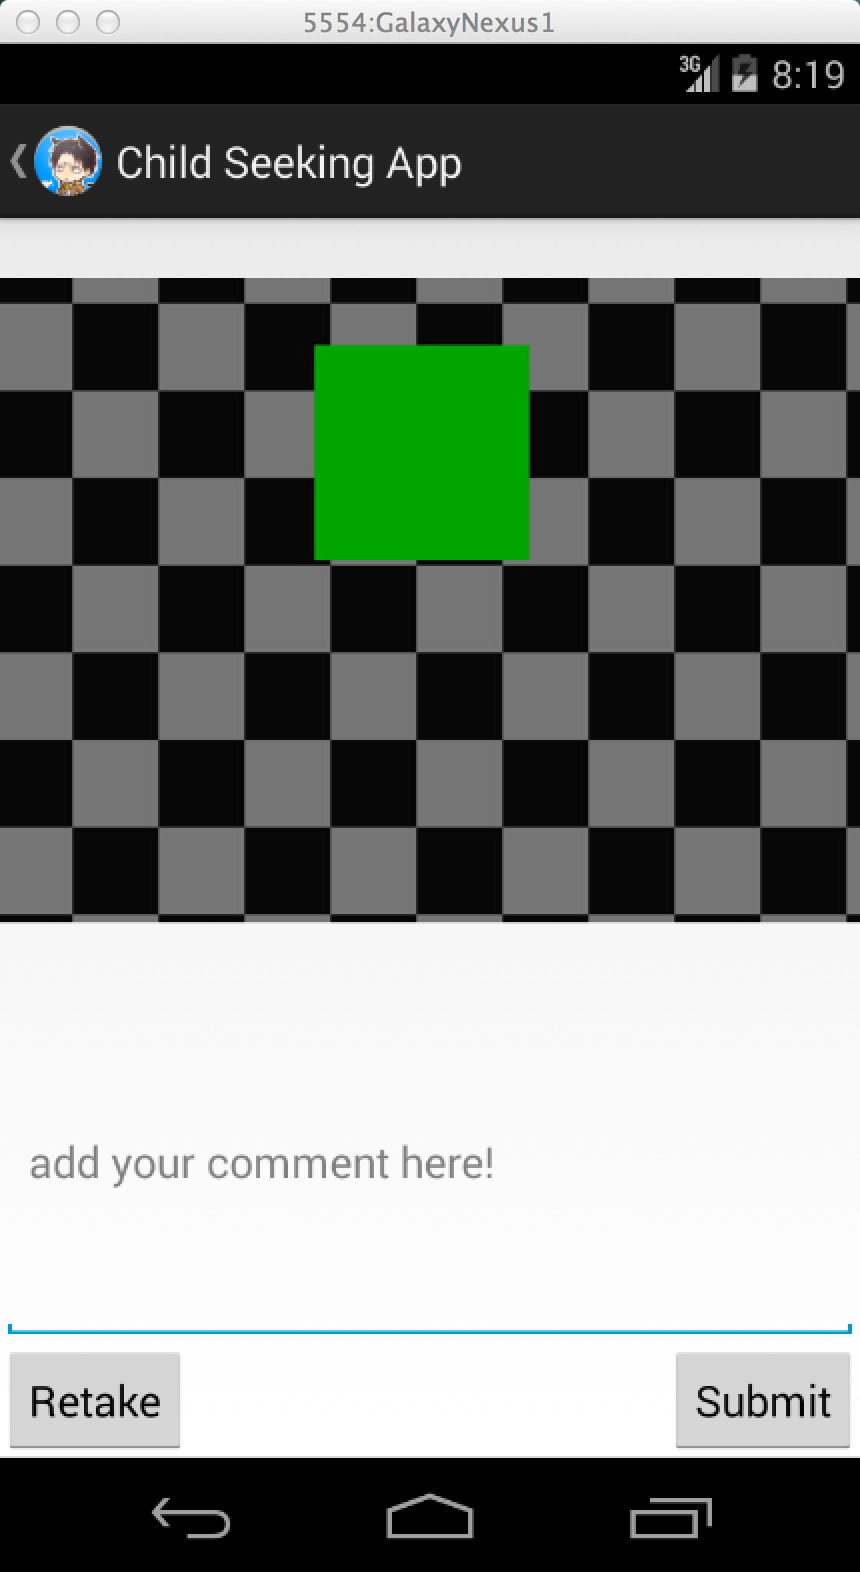 5554:GalaxyNexus1
3G 8:19
Child Seeking App
add your comment here!
Retake Submit